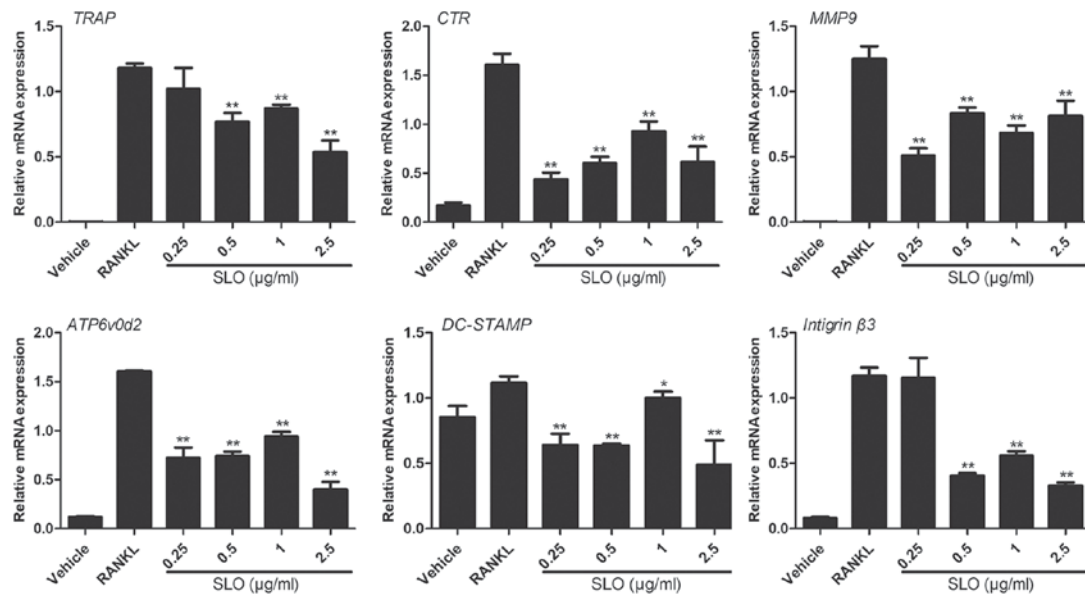 TRAP
Relative mRNA expression
1.5
1.0
0.5
0.0
**
**
**
Vehicle
RANKL
0.25
0.5
1
2.5
SLO (μg/ml)
CTR
Relative mRNA expression
2.0
1.5
1.0
0.5
0.0
**
**
**
**
Vehicle
RANKL
0.25
0.5
1
2.5
SLO (μg/ml)
MMP9
Relative mRNA expression
1.5
1.0
0.5
0.0
**
**
**
**
Vehicle
RANKL
0.25
0.5
1
2.5
SLO (μg/ml)
ATP6v0d2
Relative mRNA expression
2.0
1.5
1.0
0.5
0.0
**
**
**
**
Vehicle
RANKL
0.25
0.5
1
2.5
SLO (μg/ml)
DC-STAMP
Relative mRNA expression
1.5
1.0
0.5
0.0
**
**
*
**
Vehicle
RANKL
0.25
0.5
1
2.5
SLO (μg/ml)
Intigrin β3
Relative mRNA expression
1.5
1.0
0.5
0.0
**
**
**
Vehicle
RANKL
0.25
0.5
1
2.5
SLO (μg/ml)